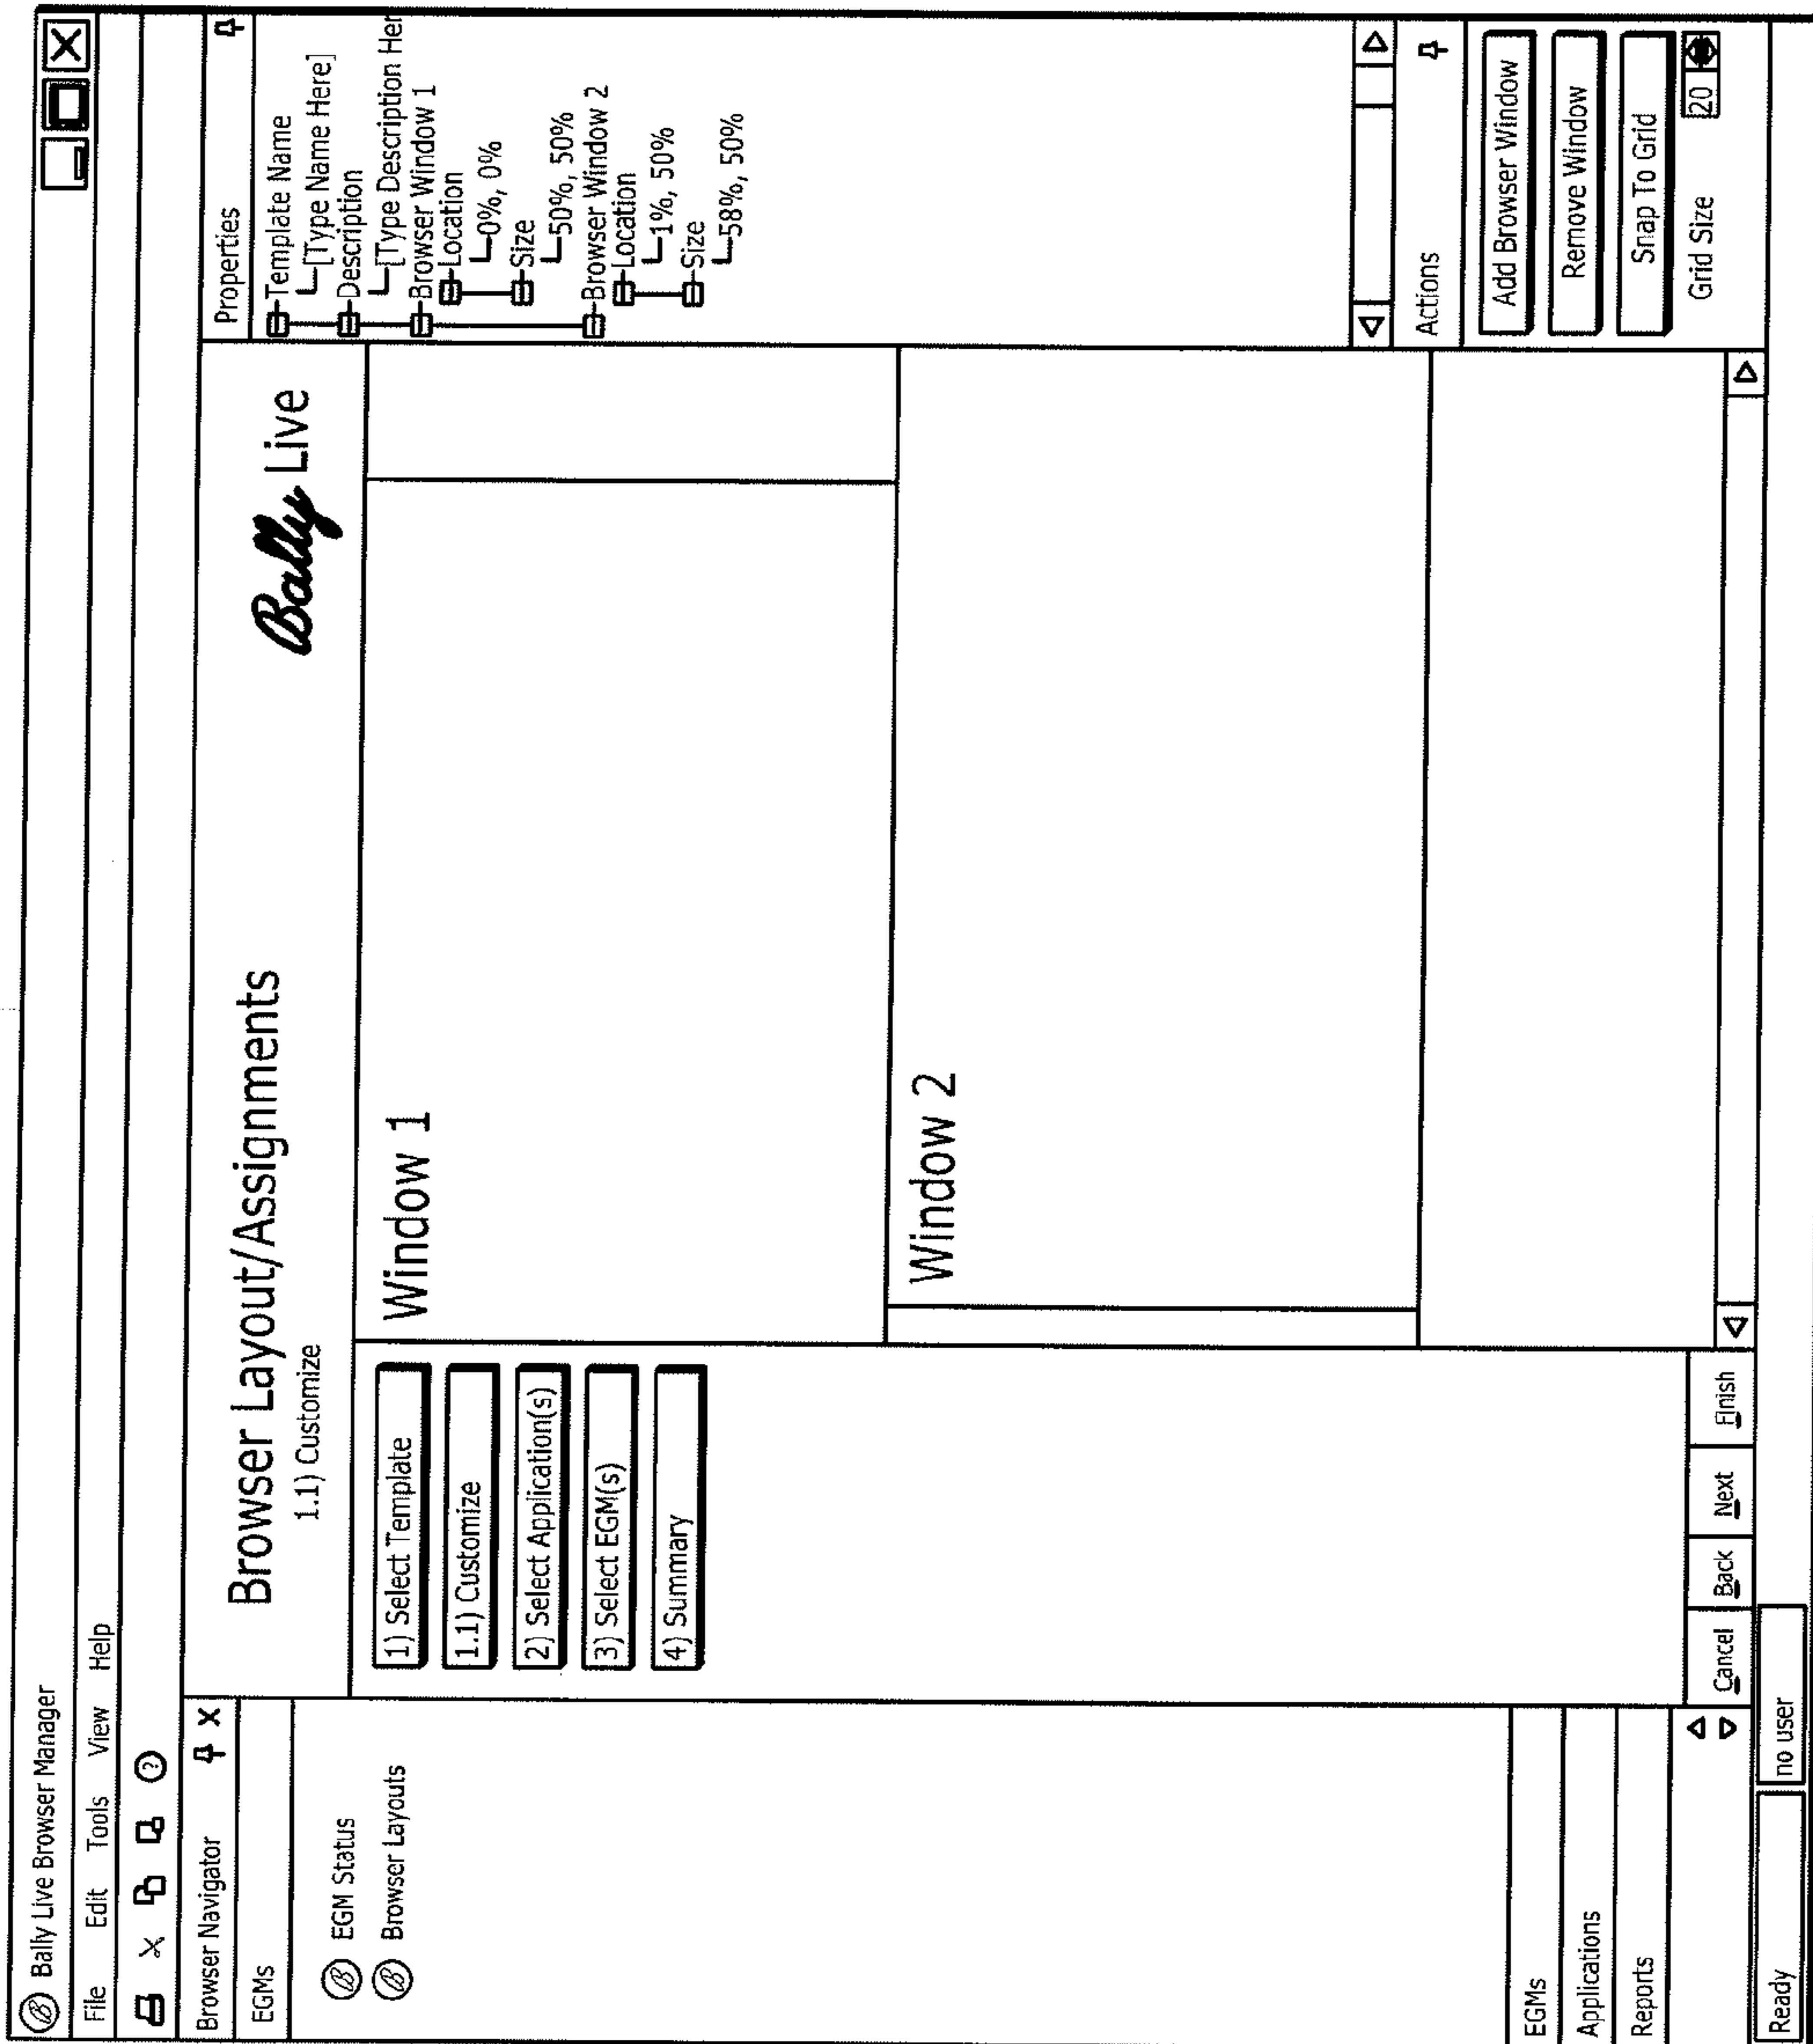 Bally Live Browser Manager
File Edit Tools View Help
Browser Navigator X
EGMs
EGM Status
Browser Layouts
EGMs
Applications
Reports
Browser Layout/Assignments
1.1) Customize
Bally Live
1) Select Template
1.1) Customize
2) Select Application(s)
3) Select EGM(s)
4) Summary
Cancel Back Next Finish
Window 1
Window 2
Properties
Template Name
[Type Name Here]
Description
[Type Description Her
Browser Window 1
Location
0%, 0%
Size
50%, 50%
Browser Window 2
Location
1%, 50%
Size
58%, 50%
Actions
Add Browser Window
Remove Window
Snap To Grid
Grid Size 20
Ready no user